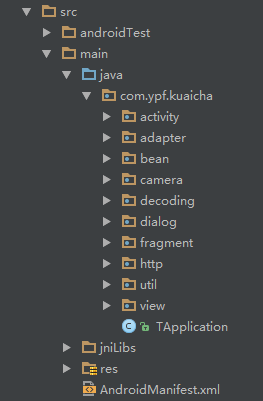 src
androidTest
main
java
com.ypf.kuaicha
activity
adapter
bean
camera
decoding
dialog
fragment
http
util
view
C TApplication
jniLibs
res
AndroidManifest.xml